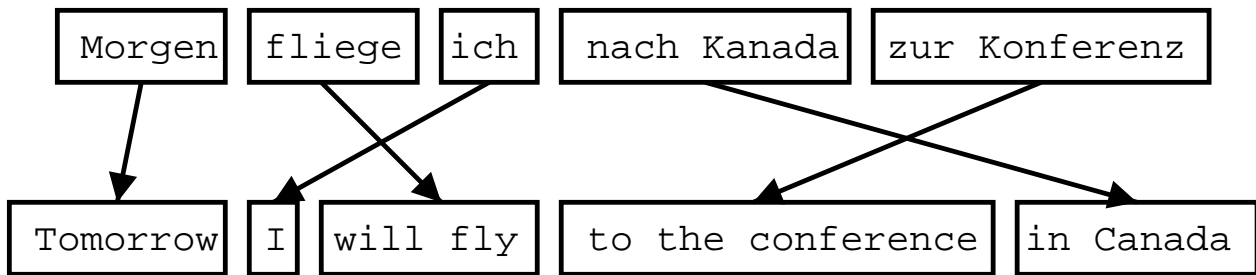 Morgen fliege ich nach Kanada zur Konferenz
Tomorrow I will fly to the conference in Canada